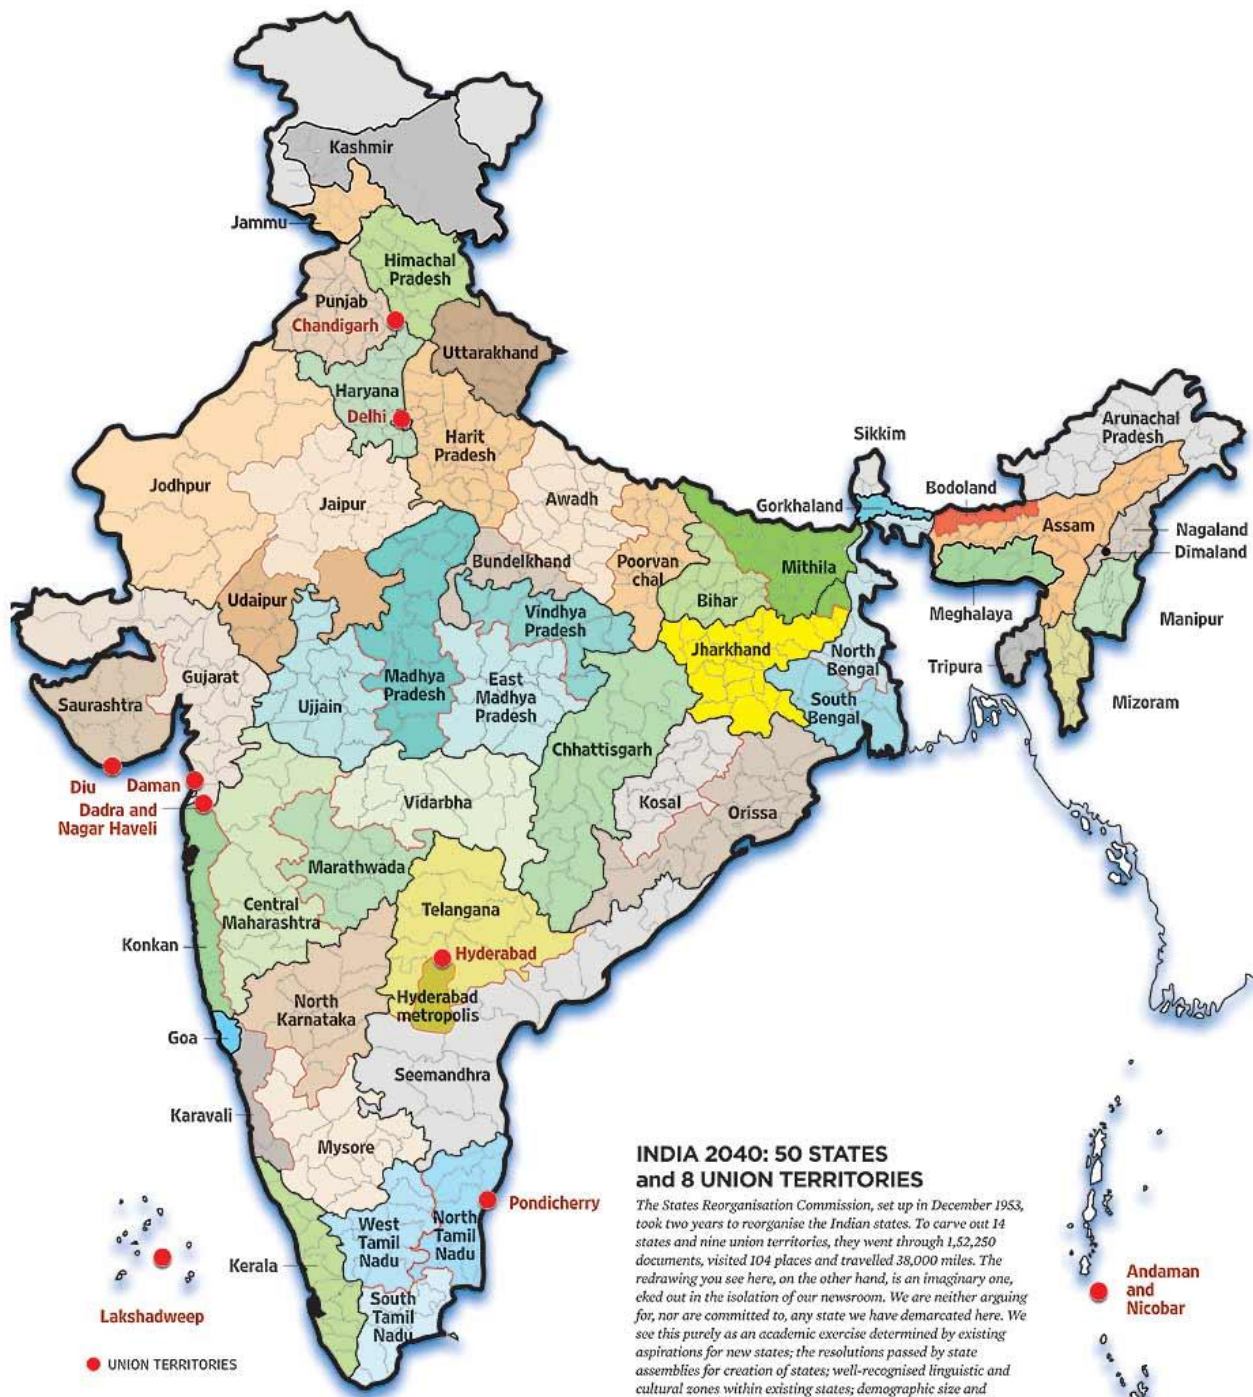 Kashmir
Jammu
Himachal
Pradesh
Punjab
Chandigarh
Uttarakhand
Haryana
Delhi
Harit
Pradesh
Sikkim
Arunachal
Pradesh
Jodhpur
Jaipur
Awadh
Gorkhaland
Bodoland
Assam
Nagaland
Dimaland
Bundelkhand
Poorvan
chal
Mithila
Udaipur
Vindhya
Pradesh
Bihar
Meghalaya
Manipur
Gujarat
Saurashtra
Ujjain
Madhya
Pradesh
East
Madhya
Pradesh
Jharkhand
North
Bengal
South
Bengal
Tripura
Mizoram
Chhattisgarh
Diu
Daman
Dadra and
Nagar Haveli
Vidarbha
Kosal
Orissa
Marathwada
Central
Maharashtra
Telangana
Konkan
Hyderabad
North
Karnataka
Hyderabad
metropolis
Goa
Seemandhra
Karavali
Mysore
Pondicherry
West
Tamil
Nadu
North
Tamil
Nadu
Kerala
South
Tamil
Nadu
Lakshadweep
UNION TERRITORIES
INDIA 2040: 50 STATES
and 8 UNION TERRITORIES
The States Reorganisation Commission, set up in December 1953,
took two years to reorganise the Indian states. To carve out 14
states and nine union territories, they went through 1,52,250
documents, visited 104 places and travelled 38,000 miles. The
redrawing you see here, on the other hand, is an imaginary one,
eked out in the isolation of our newsroom. We are neither arguing
for, nor are committed to, any state we have demarcated here. We
see this purely as an academic exercise determined by existing
aspirations for new states; the resolutions passed by state
assemblies for creation of states; well-recognised linguistic and
cultural zones within existing states; demographic size and
Andaman
and
Nicobar